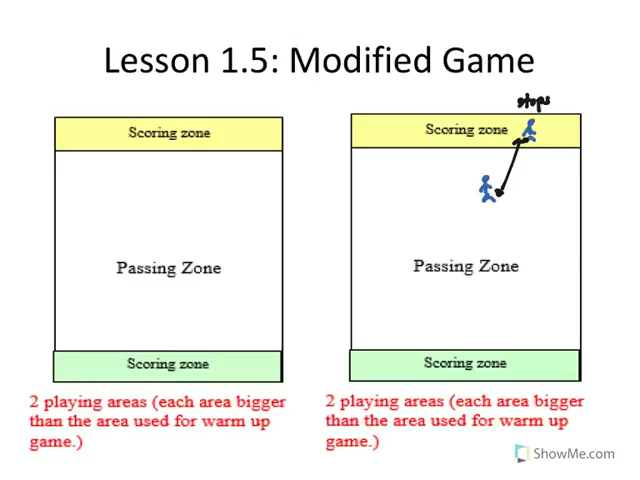 Lesson 1.5: Modified Game
stops
Scoring zone
Scoring zone
Passing Zone
Passing Zone
Scoring zone
Scoring zone
2 playing areas (each area bigger
than the area used for warm up
game.)
2 playing areas (each area bigger
than the area used for warm up
game.)
ShowMe.com